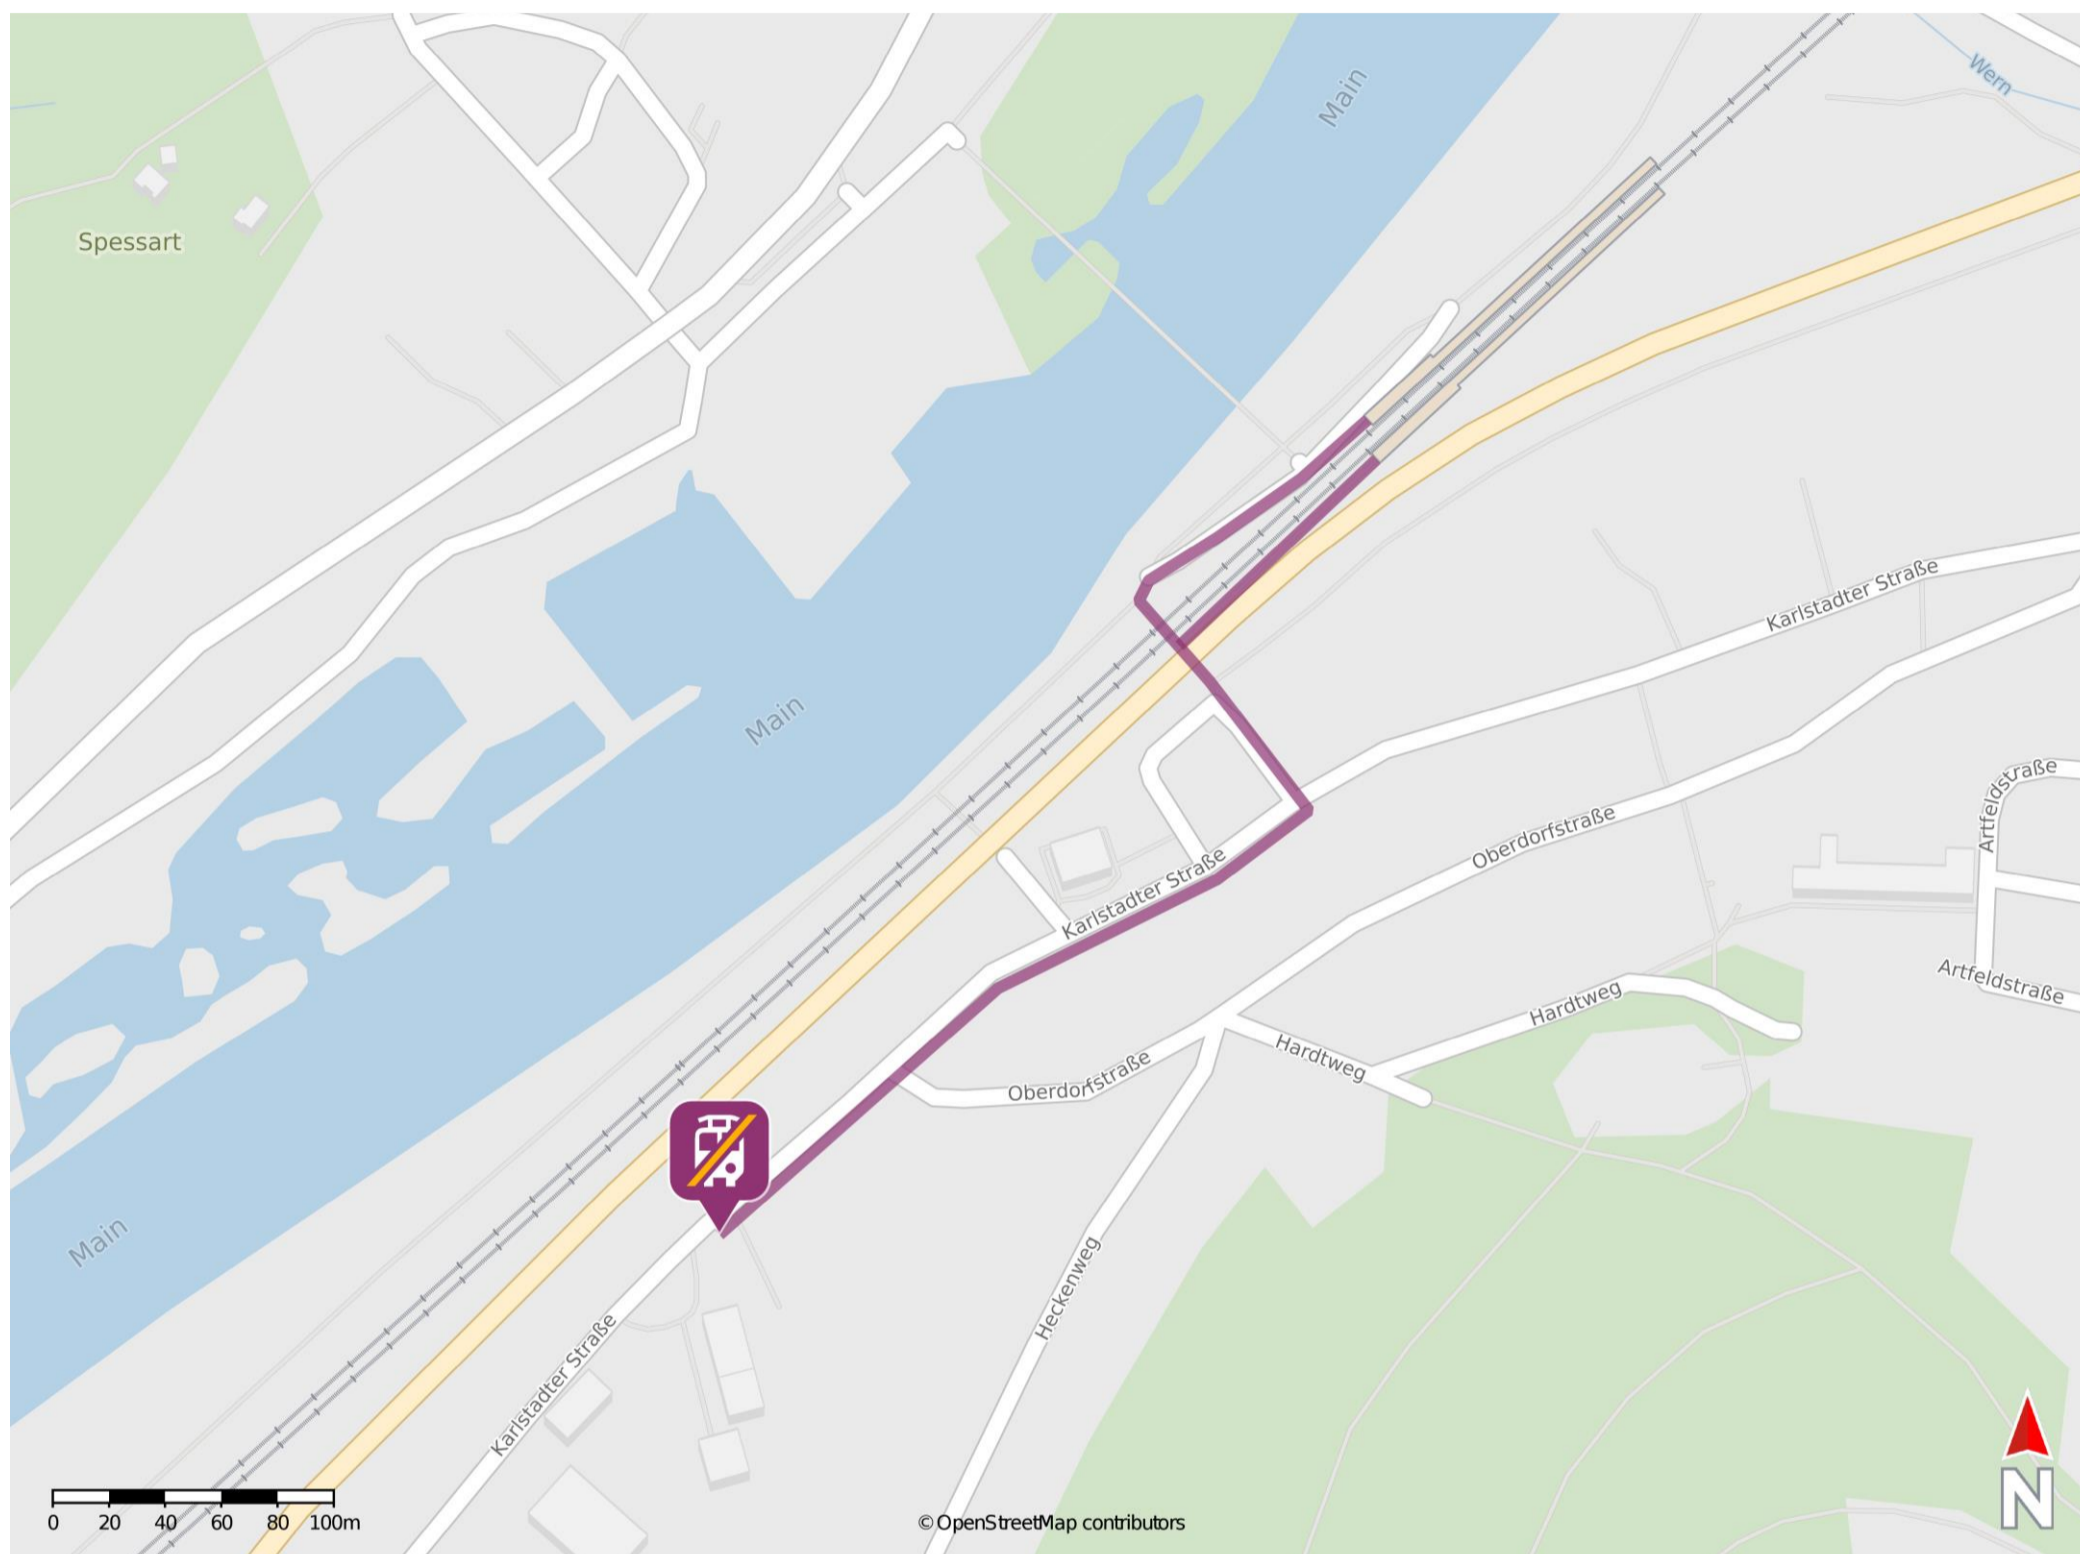 Main
Wern
Spessart
Karlstadter Straße
Main
Artfeldstraße
Artfeldstraße
Oberdorfstraße
Karlstadter Straße
Artfeldstraße
Hardtweg
Hardtweg
Oberdorfstraße
Main
Heckenweg
Karlstadter Straße
0 20 40 60 80 100m
© OpenStreetMap contributors
N